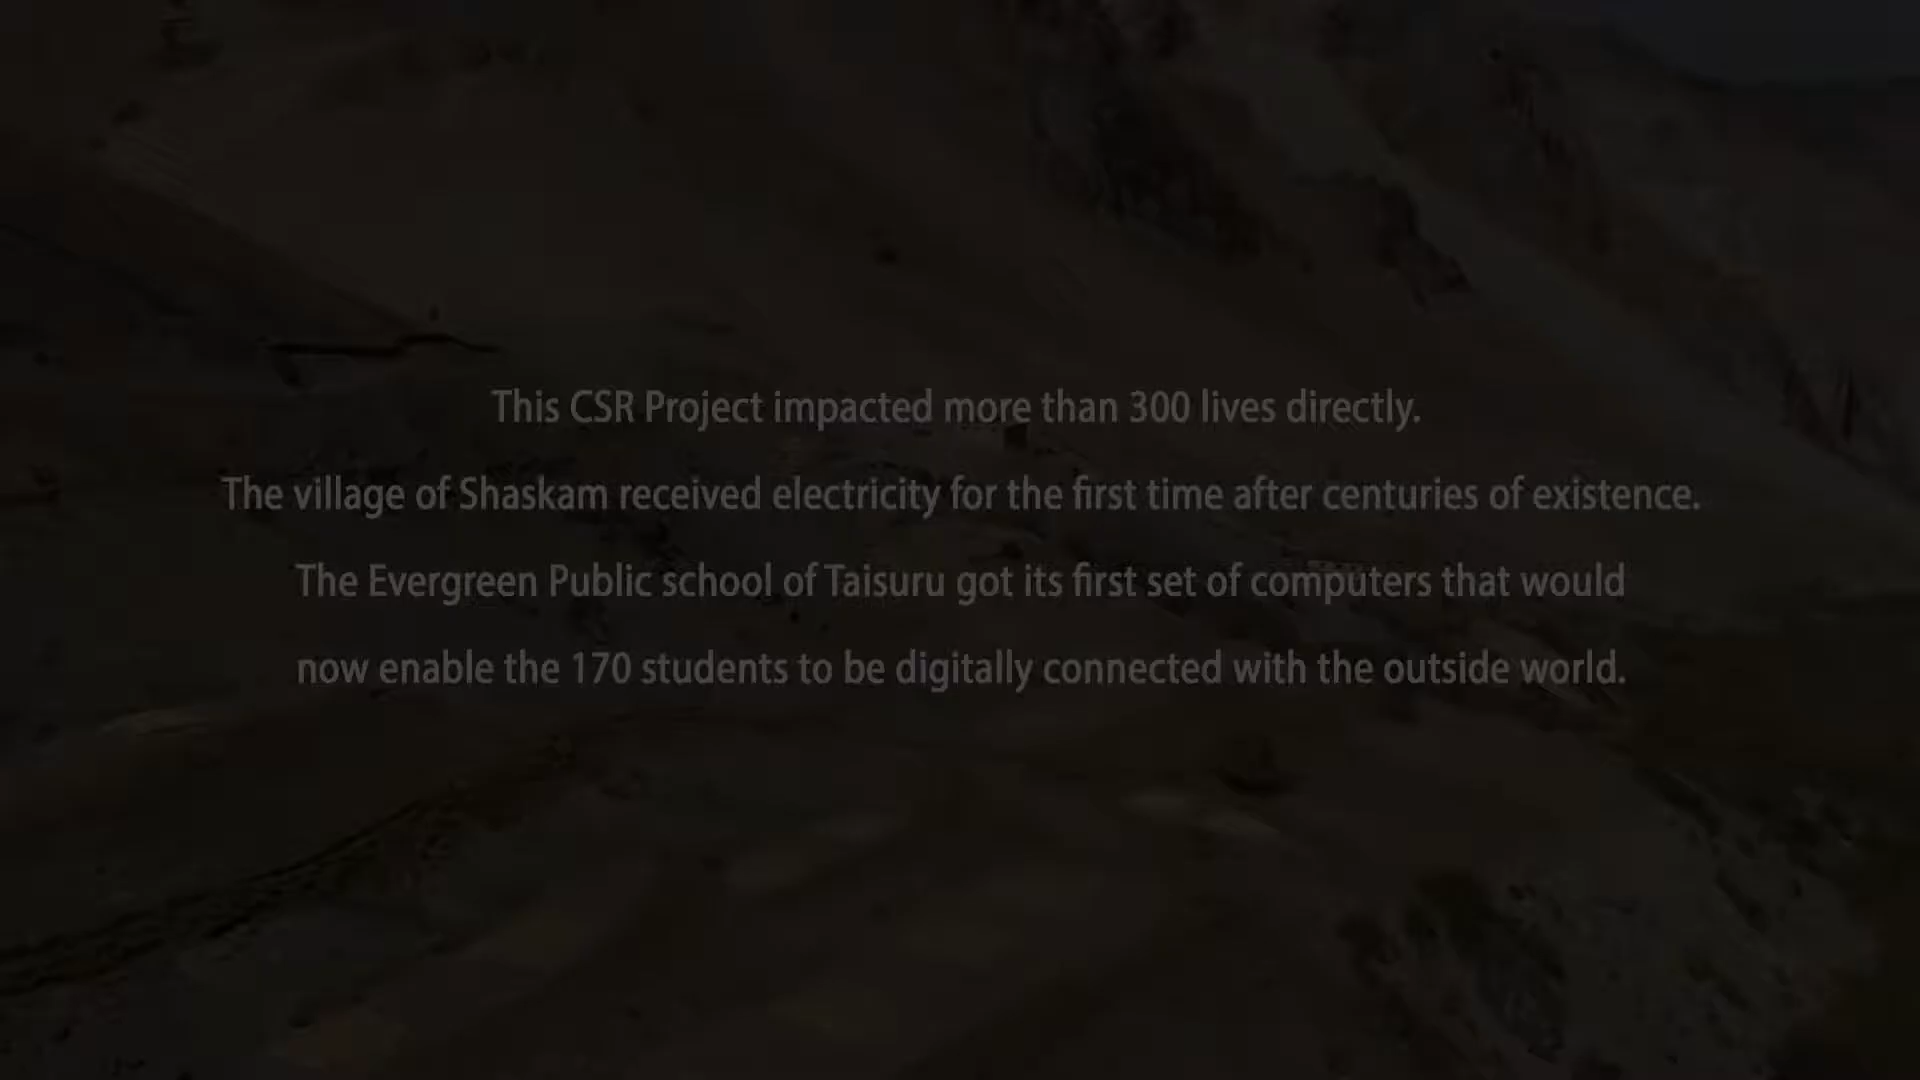 This CSR Project impacted more than 300 lives directly.
The village of Shaskam received electricity for the first time after centuries of existence.
The Evergreen Public school of Taisuru got its first set of computers that would
now enable the 170 students to be digitally connected with the outside world.